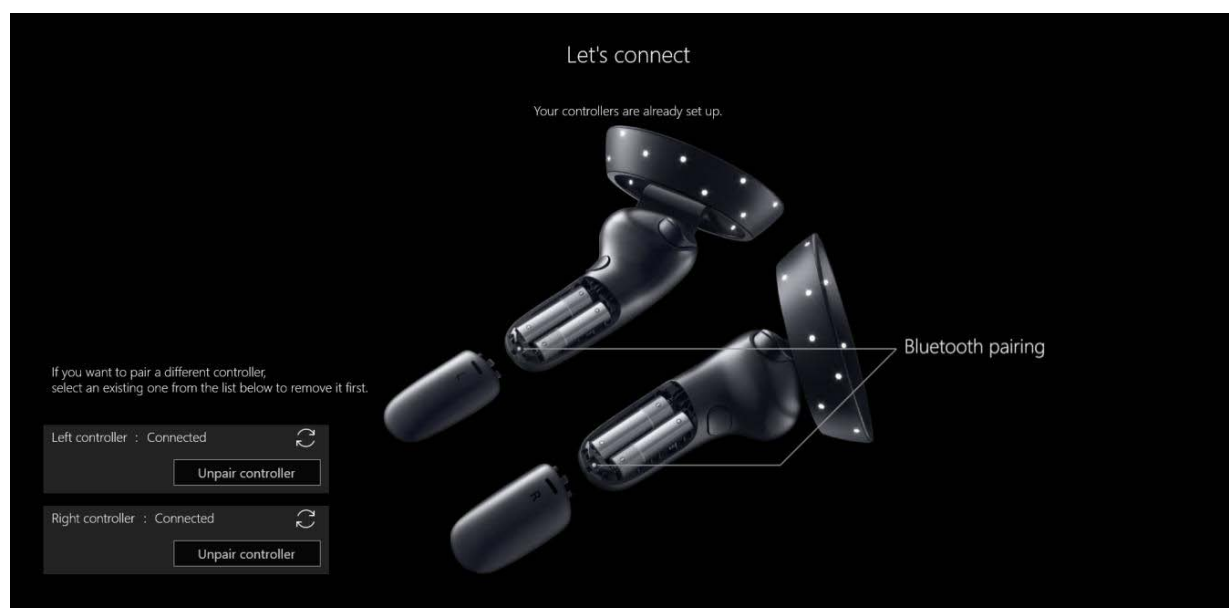 Let's connect
Your controllers are already set up.
Bluetooth pairing
If you want to pair a different controller,
select an existing one from the list below to remove it first.
Left controller : Connected
Unpair controller
Right controller : Connected
Unpair controller
L
R